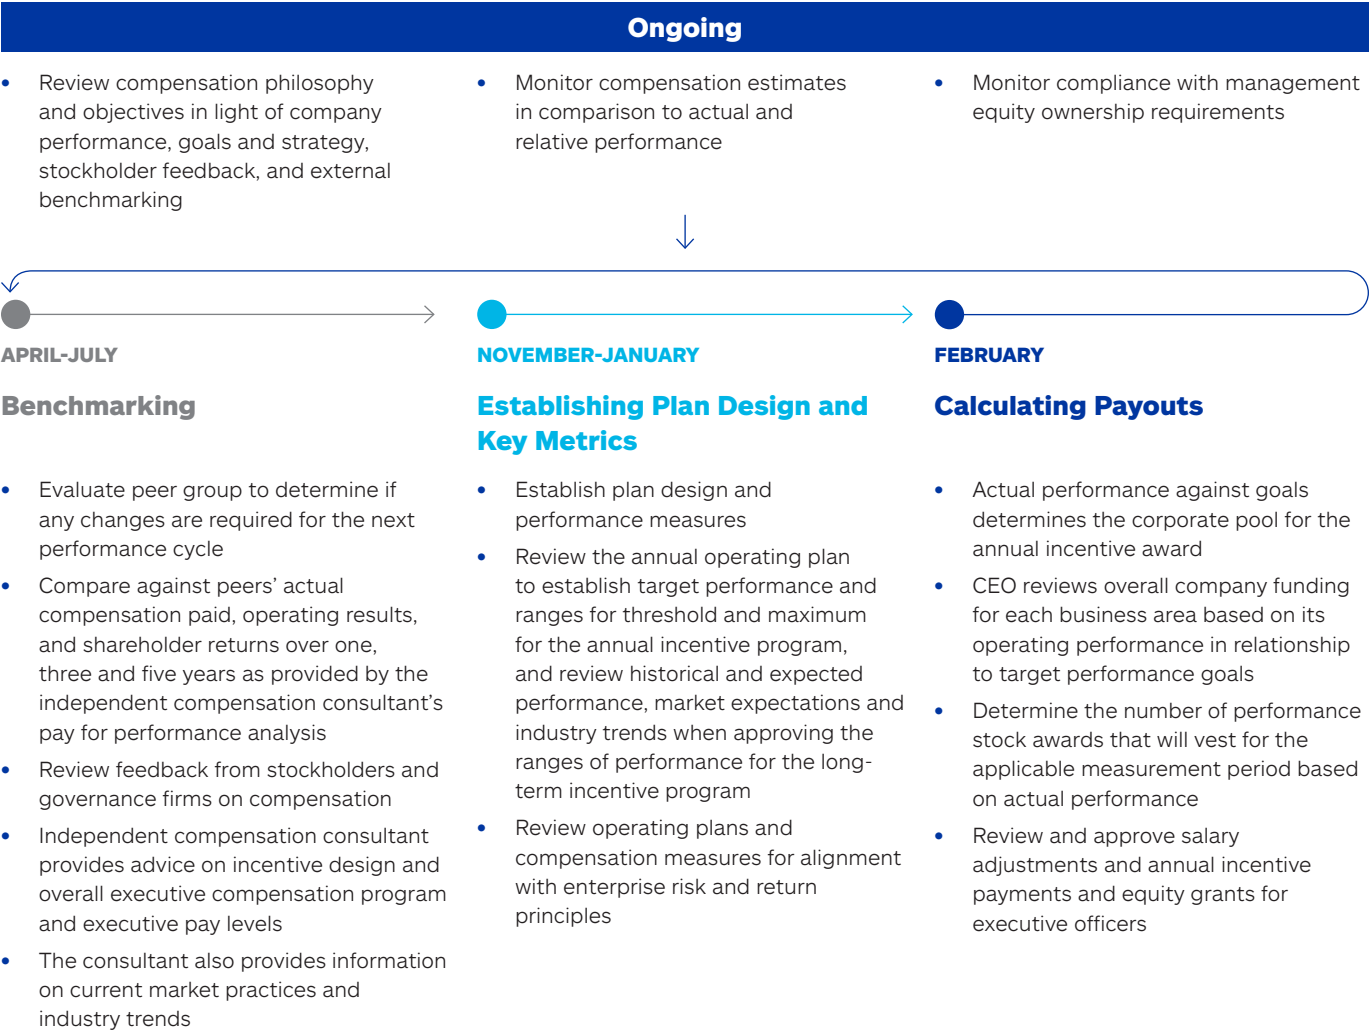 Ongoing
• Review compensation philosophy
and objectives in light of company
performance, goals and strategy,
stockholder feedback, and external
benchmarking
• Monitor compensation estimates
in comparison to actual and
relative performance
• Monitor compliance with management
equity ownership requirements
APRIL-JULY
Benchmarking
• Evaluate peer group to determine if
any changes are required for the next
performance cycle
• Compare against peers’ actual
compensation paid, operating results,
and shareholder returns over one,
three and five years as provided by the
independent compensation consultant’s
pay for performance analysis
• Review feedback from stockholders and
governance firms on compensation
• Independent compensation consultant
provides advice on incentive design and
overall executive compensation program
and executive pay levels
• The consultant also provides information
on current market practices and
industry trends
NOVEMBER-JANUARY
Establishing Plan Design and
Key Metrics
• Establish plan design and
performance measures
• Review the annual operating plan
to establish target performance and
ranges for threshold and maximum
for the annual incentive program,
and review historical and expected
performance, market expectations and
industry trends when approving the
ranges of performance for the long-
term incentive program
• Review operating plans and
compensation measures for alignment
with enterprise risk and return
principles
FEBRUARY
Calculating Payouts
• Actual performance against goals
determines the corporate pool for the
annual incentive award
• CEO reviews overall company funding
for each business area based on its
operating performance in relationship
to target performance goals
• Determine the number of performance
stock awards that will vest for the
applicable measurement period based
on actual performance
• Review and approve salary
adjustments and annual incentive
payments and equity grants for
executive officers